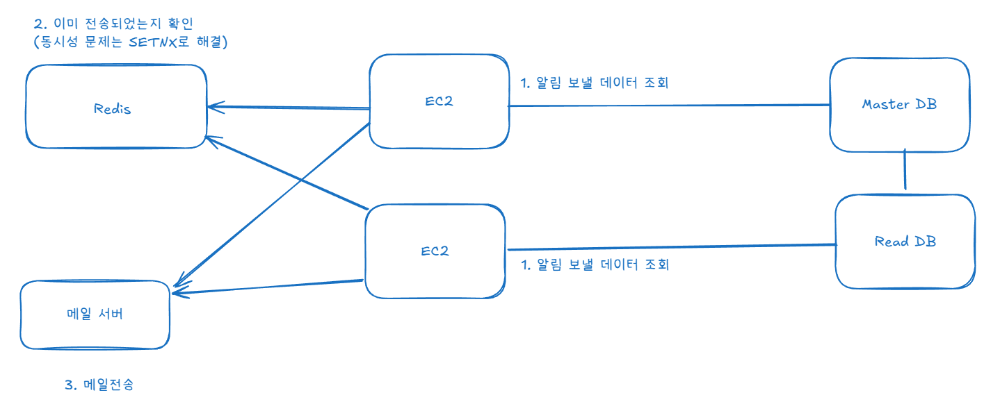 2. 이미 전송되었는지 확인
(동시성 문제는 SETNX로 해결)
Redis
EC2
1. 알림 보낼 데이터 조회
Master DB
EC2
1. 알림 보낼 데이터 조회
Read DB
메일 서버
3. 메일전송